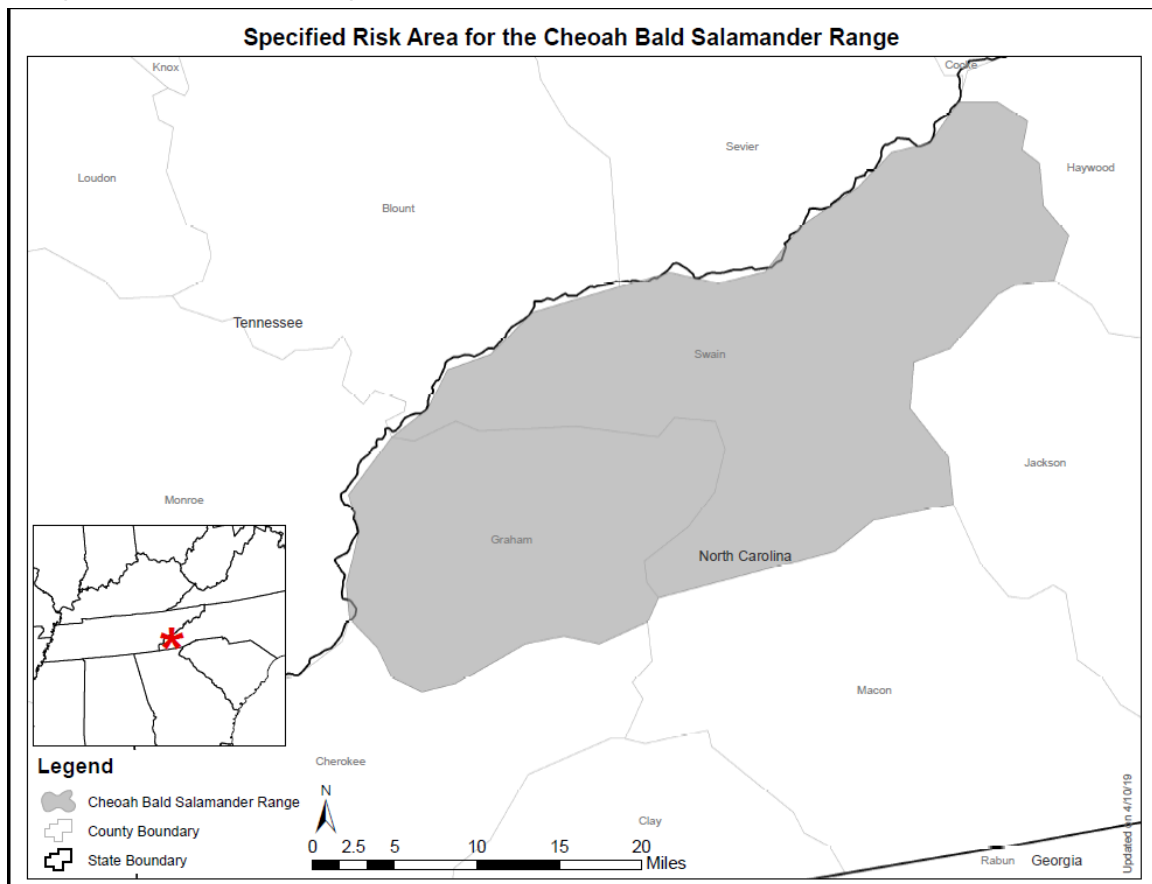 Specified Risk Area for the Cheoah Bald Salamander Range
Knox
Cocke
Sevier
Haywood
Loudon
Blount
Tennessee
Swain
Jackson
Monroe
Graham
North Carolina
Macon
Cherokee
Clay
Rabun
Georgia
Legend
Cheoah Bald Salamander Range
County Boundary
State Boundary
N
0 2.5 5 10 15 20
Miles
Updated on 4/10/19